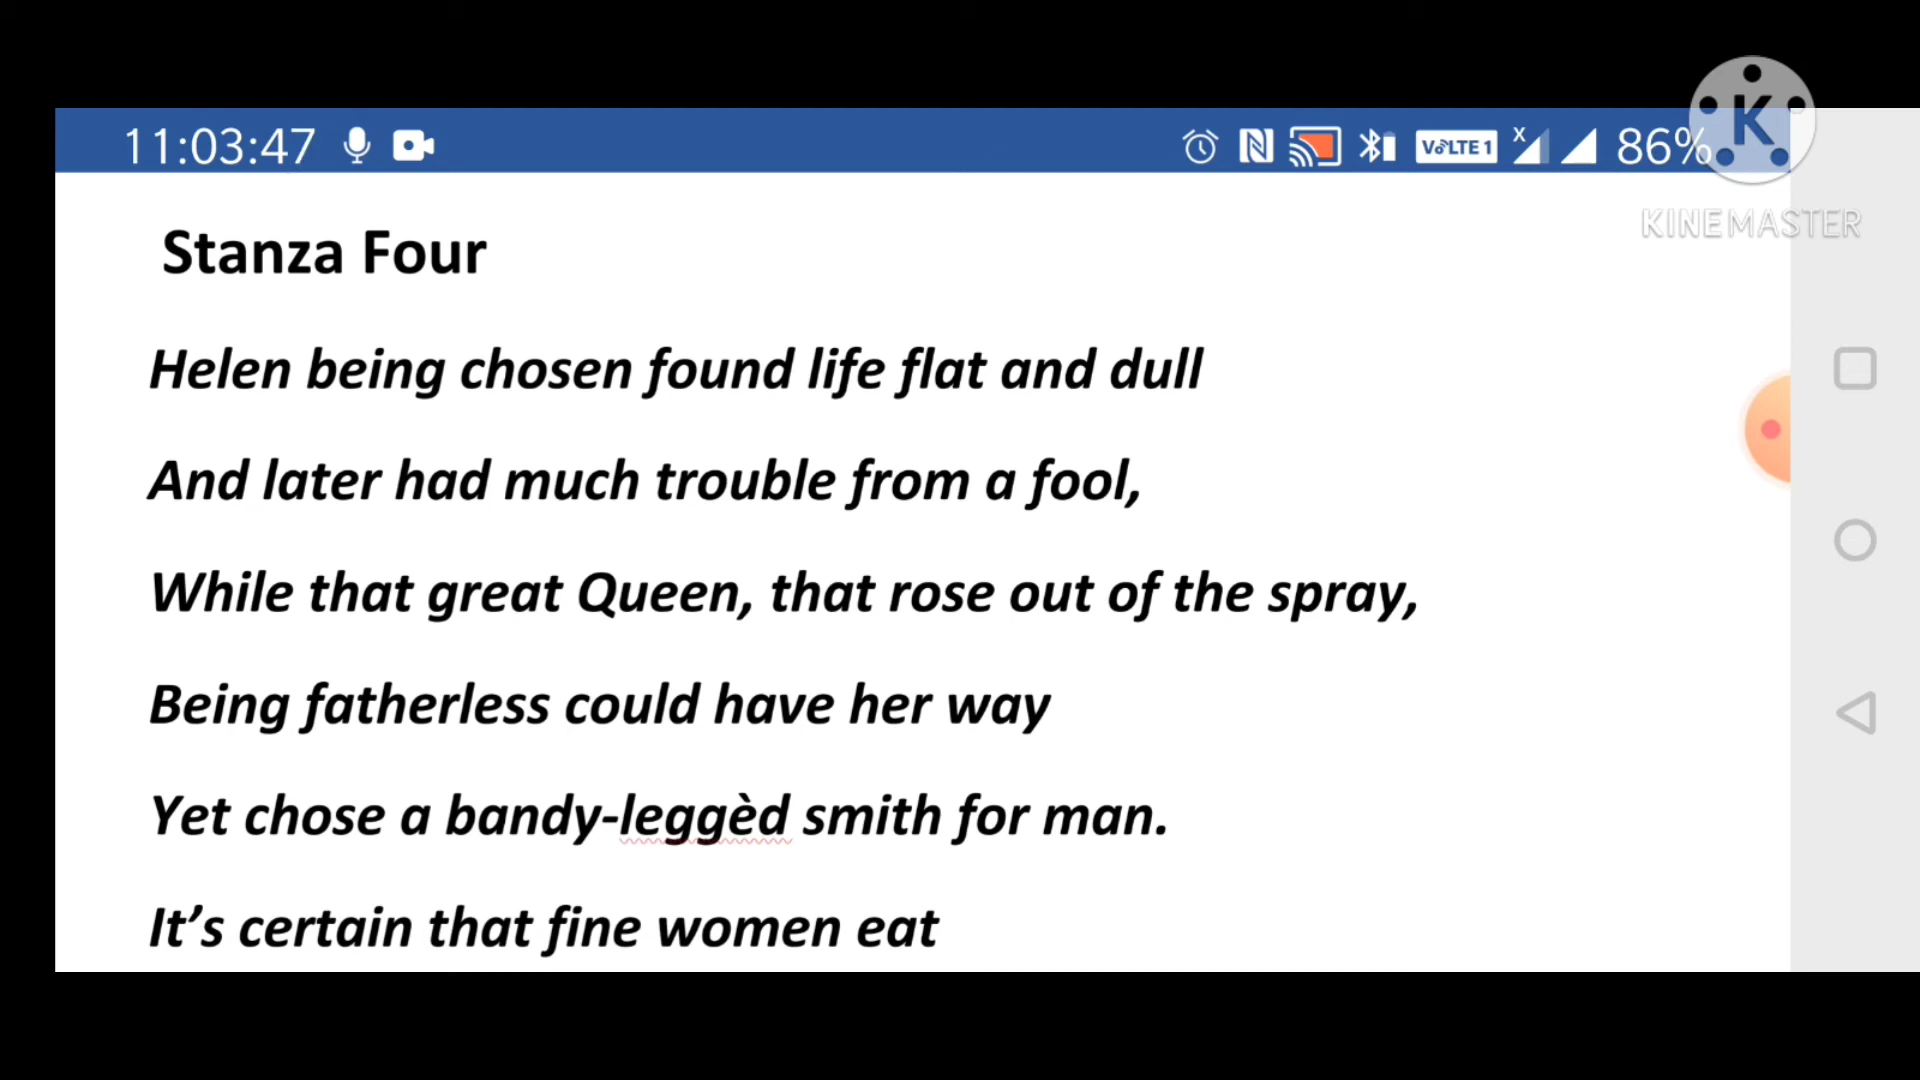 11:03:47 VoLTE 1 x 86%
K
KINEMASTER
Stanza Four
Helen being chosen found life flat and dull
And later had much trouble from a fool,
While that great Queen, that rose out of the spray,
Being fatherless could have her way
Yet chose a bandy-leggèd smith for man.
It’s certain that fine women eat